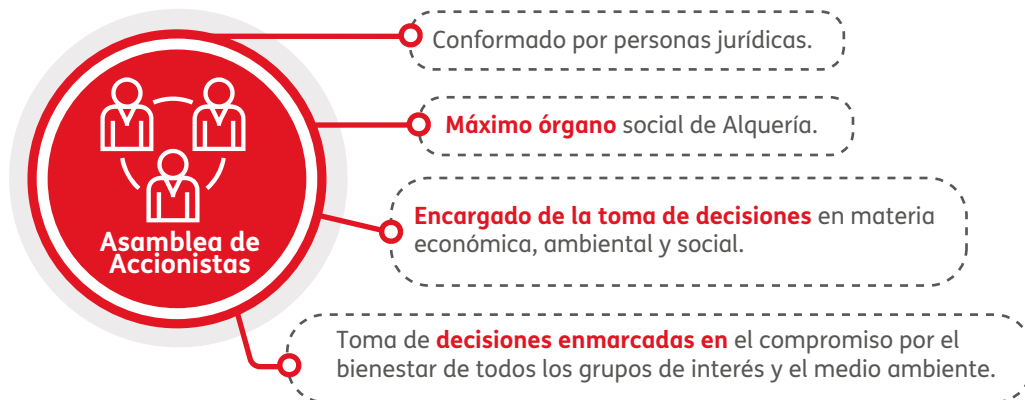 Conformado por personas jurídicas.
Máximo órgano social de Alquería.
Encargado de la toma de decisiones en materia
económica, ambiental y social.
Asamblea de
Accionistas
Toma de decisiones enmarcadas en el compromiso por el
bienestar de todos los grupos de interés y el medio ambiente.